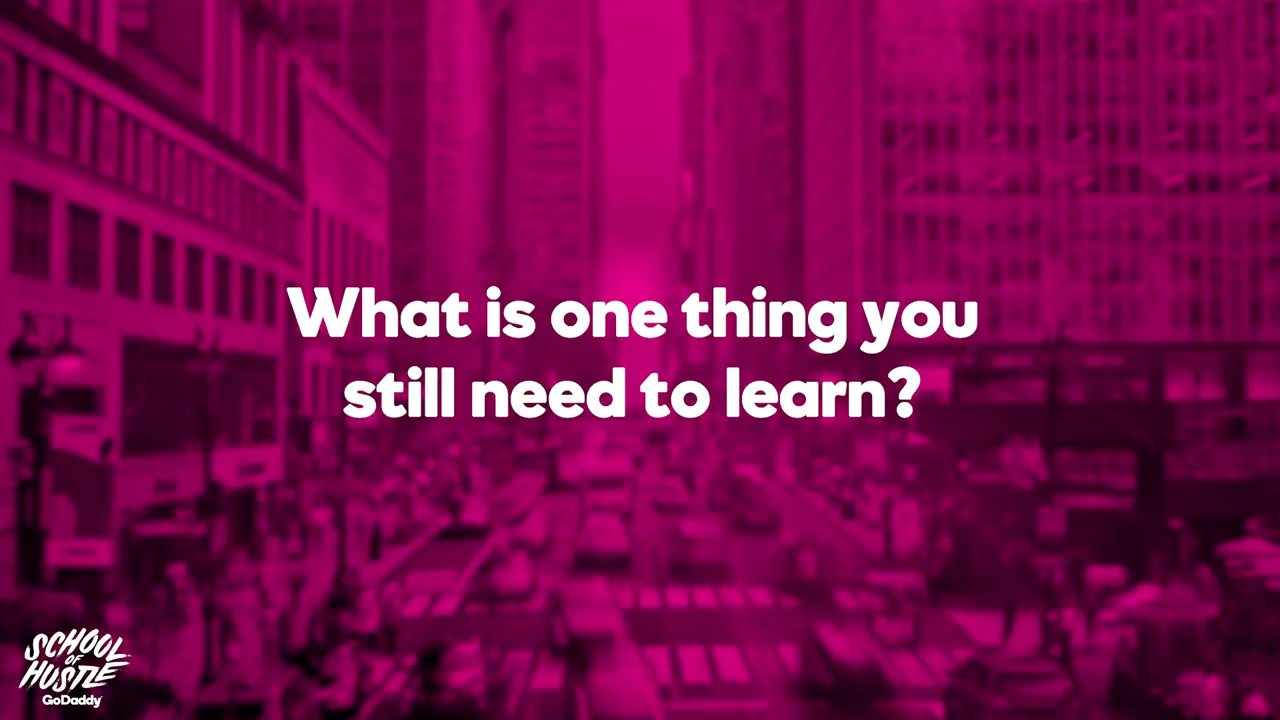 What is one thing you
still need to learn?
SCHOOL
OF
HUSTLE
GoDaddy